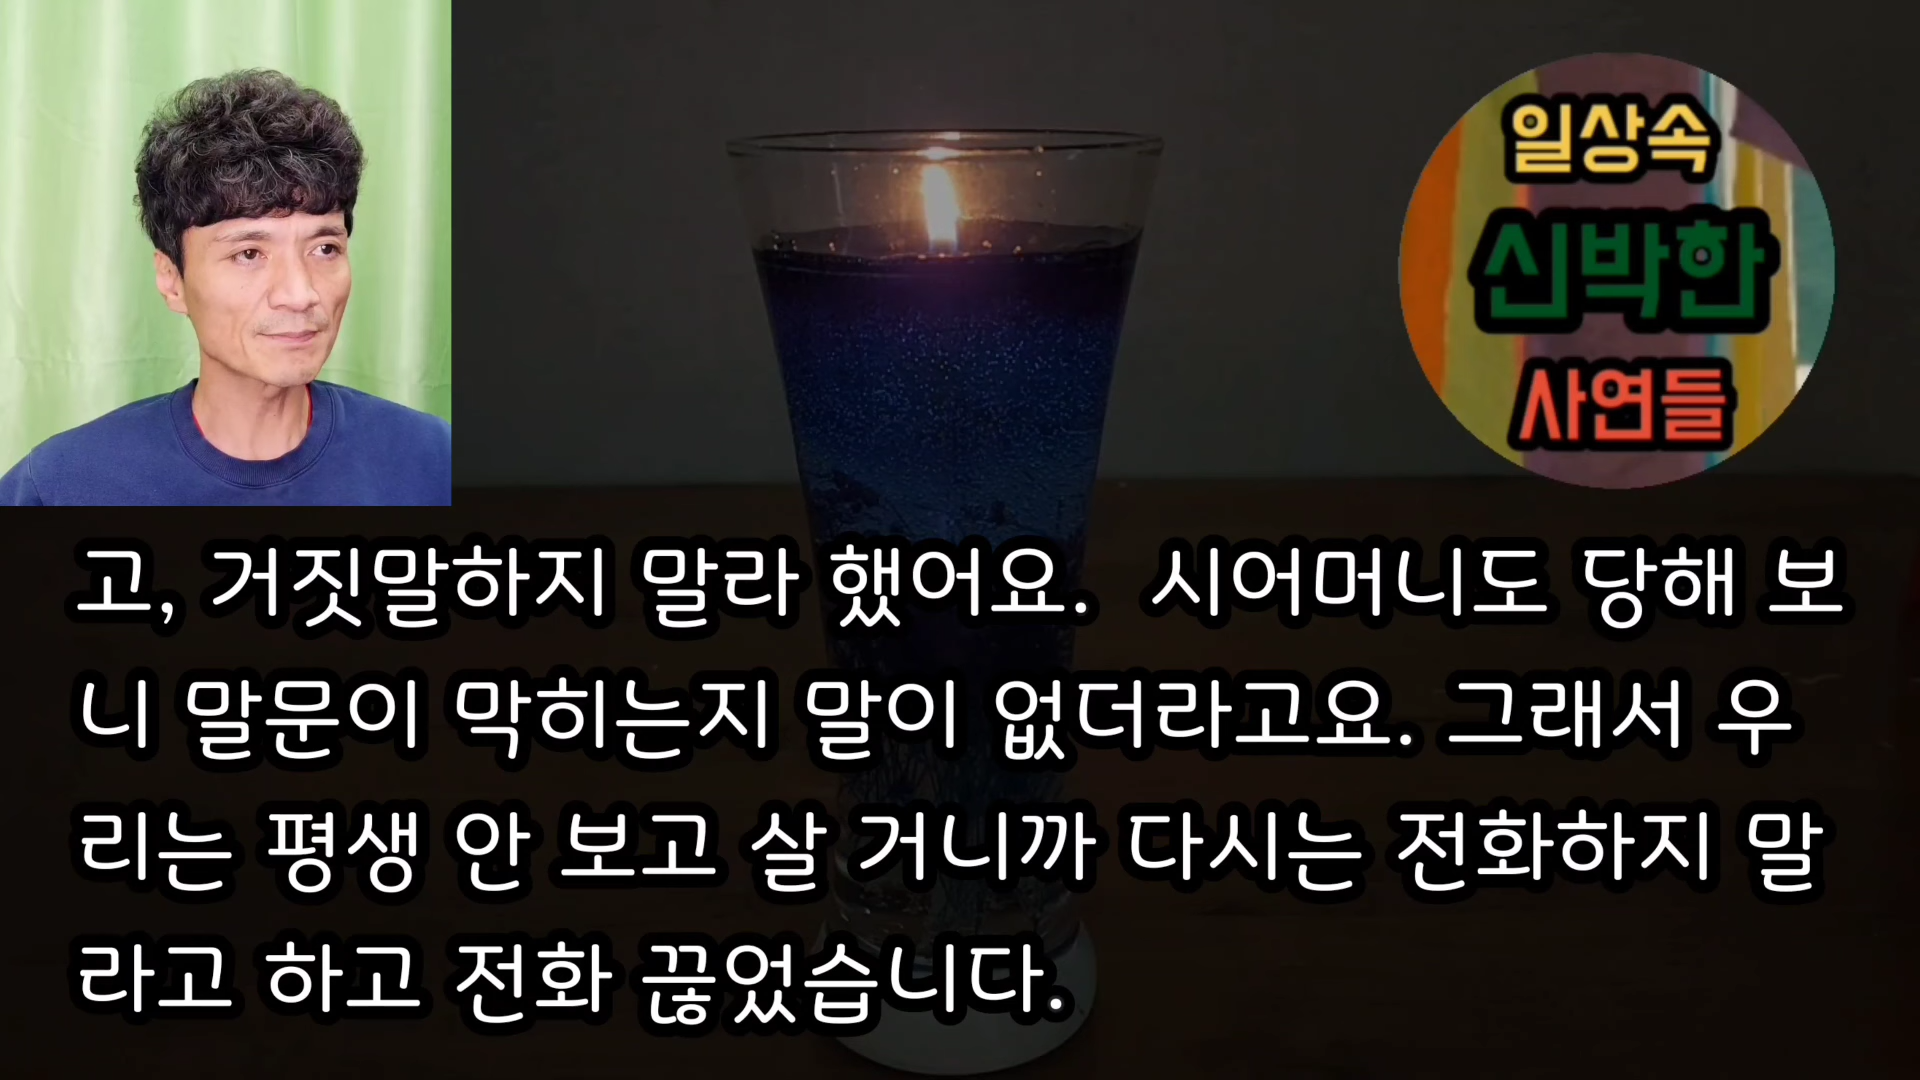 일상속
신박한
사연들
고, 거짓말하지 말라 했어요.  시어머니도 당해 보
니 말문이 막히는지 말이 없더라고요. 그래서 우
리는 평생 안 보고 살 거니까 다시는 전화하지 말
라고 하고 전화 끊었습니다.